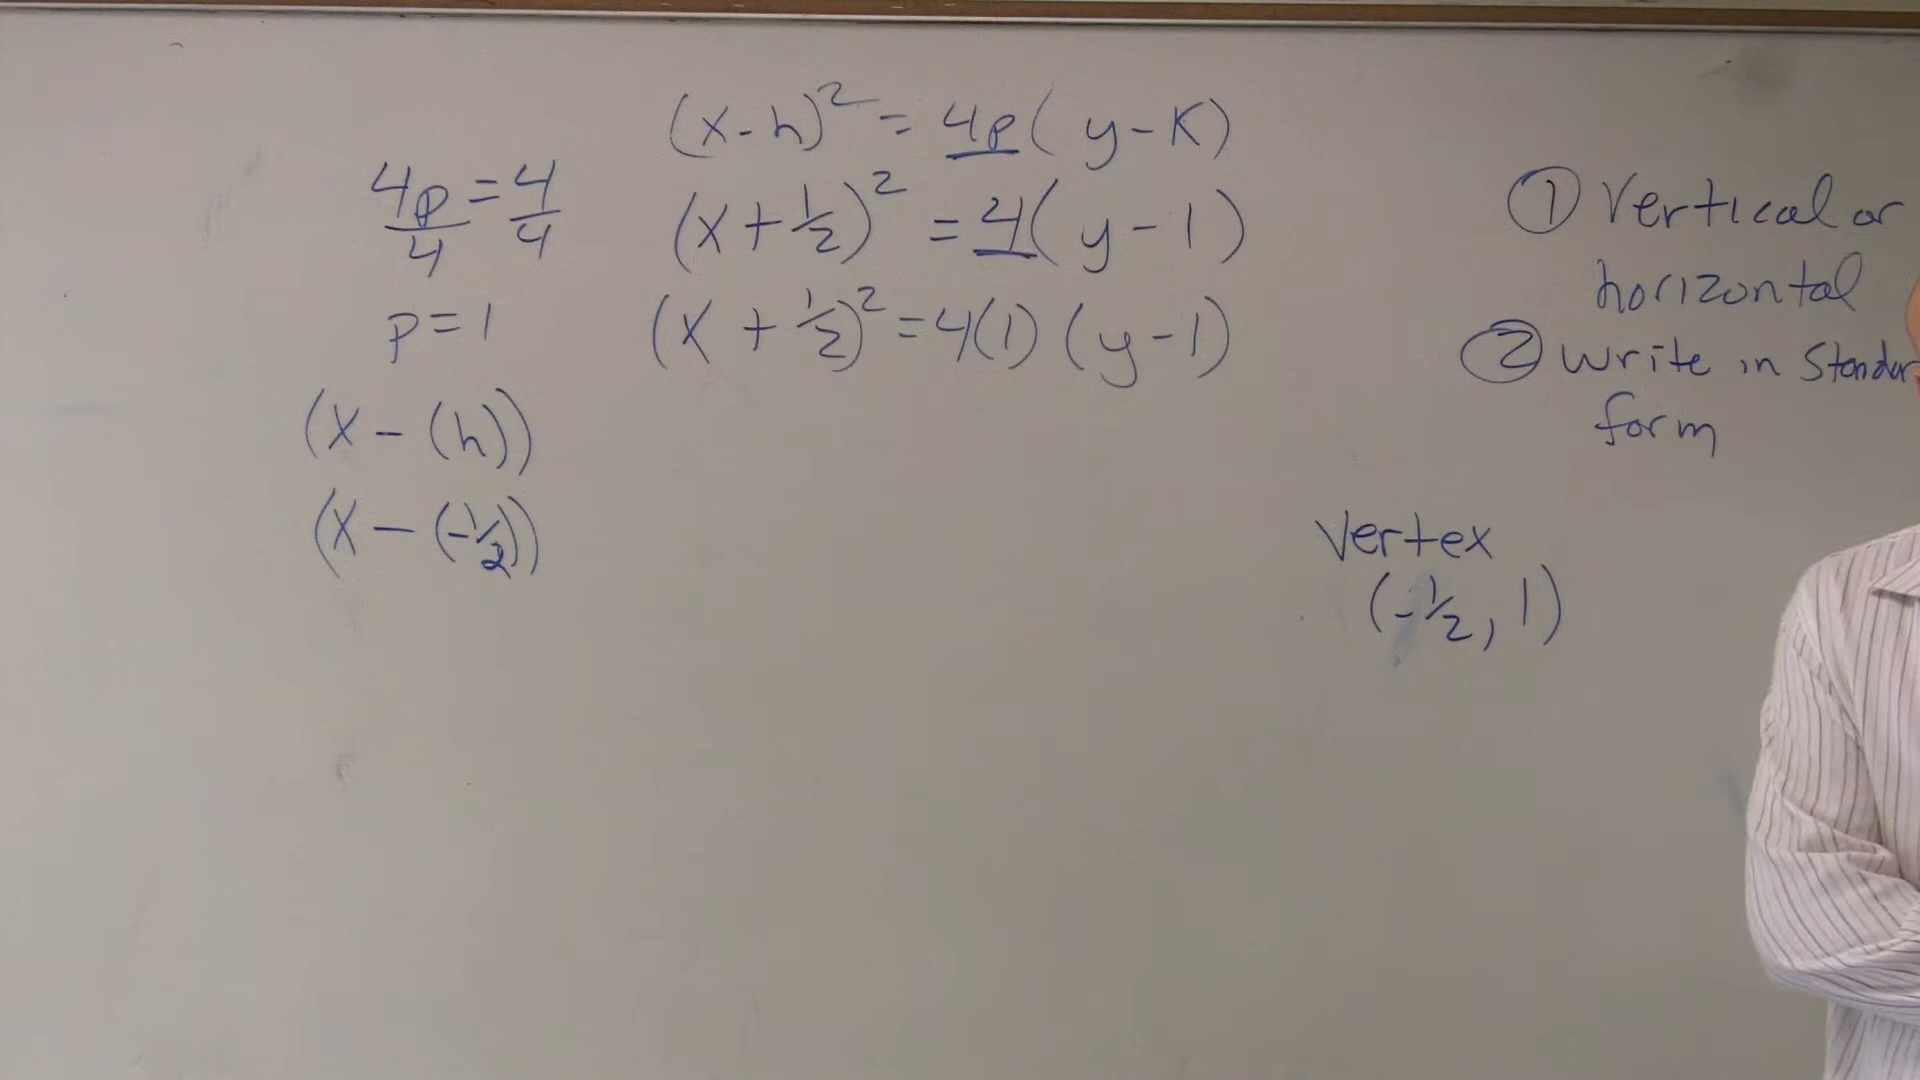 (x-h)² = 4p( y-K)
(x+½)² = 4( y-1)
(x + ½)² = 4(1) (y-1)
4p = 4
4 4
p=1
(x - (h))
(x - (-½))
① Vertical or
horizontal
② write in Standar
form
Vertex
(-½, 1)